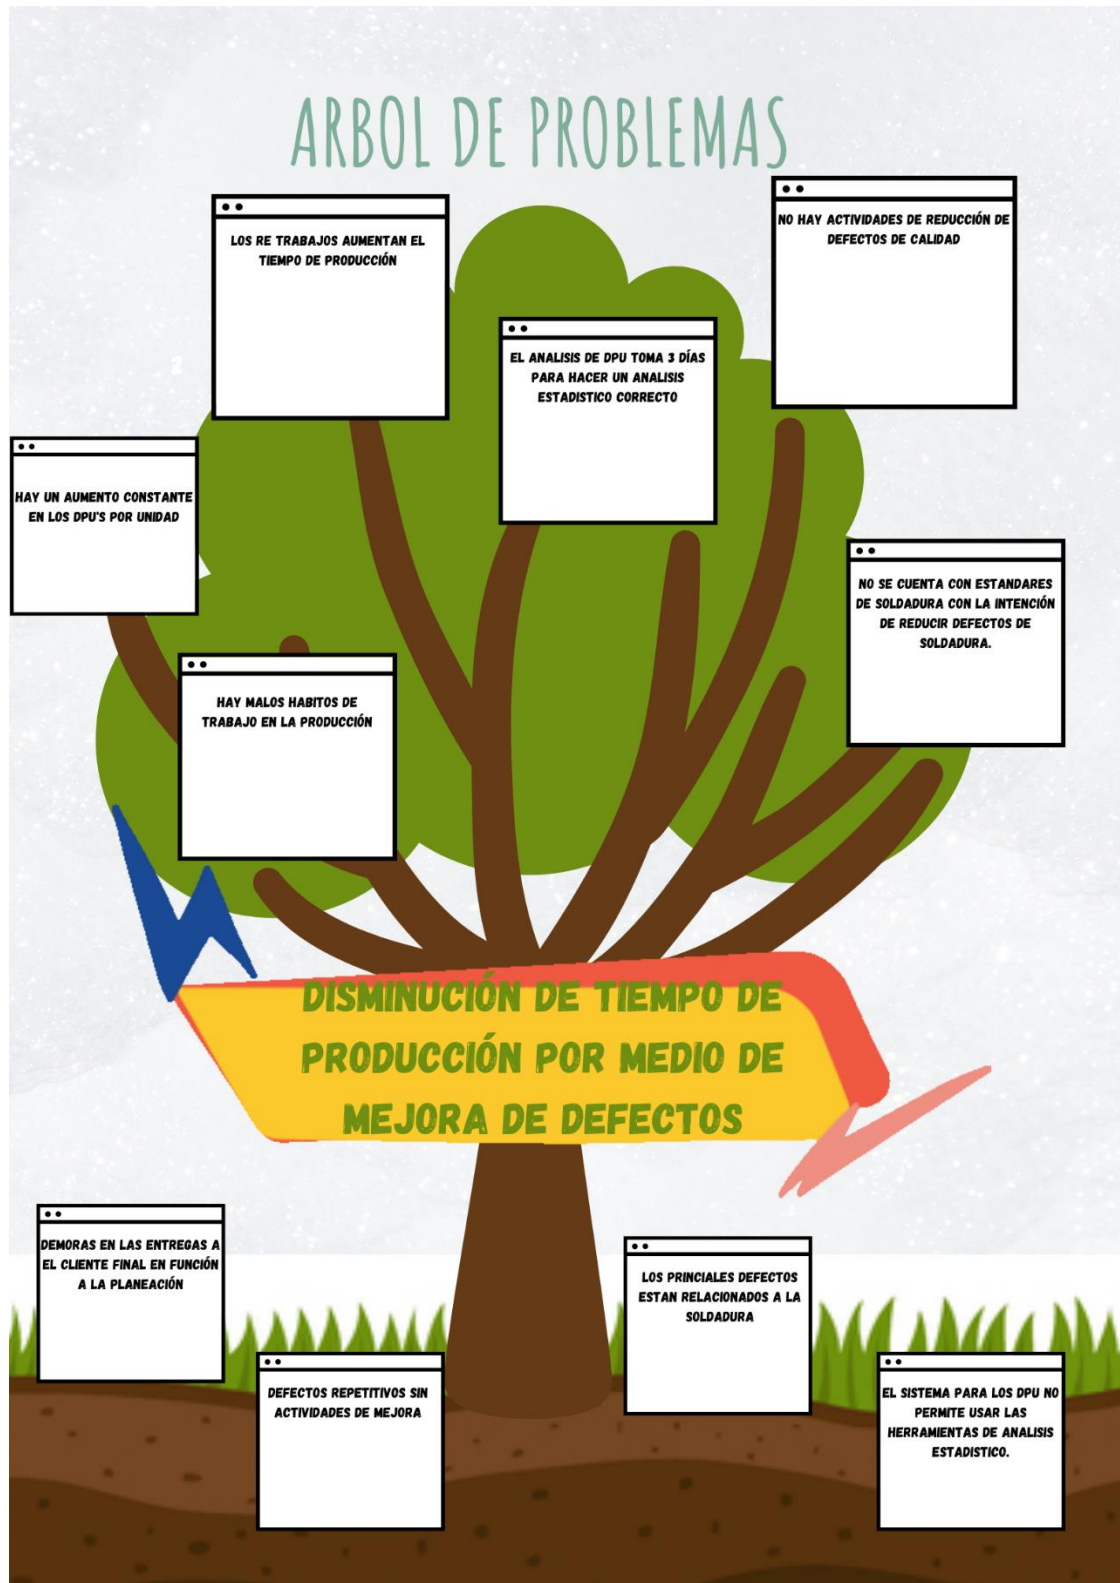 ARBOL DE PROBLEMAS
LOS RE TRABAJOS AUMENTAN EL
TIEMPO DE PRODUCCIÓN
NO HAY ACTIVIDADES DE REDUCCIÓN DE
DEFECTOS DE CALIDAD
EL ANALISIS DE DPU TOMA 3 DÍAS
PARA HACER UN ANALISIS
ESTADISTICO CORRECTO
2
HAY UN AUMENTO CONSTANTE
EN LOS DPU'S POR UNIDAD
NO SE CUENTA CON ESTANDARES
DE SOLDADURA CON LA INTENCIÓN
DE REDUCIR DEFECTOS DE
SOLDADURA.
HAY MALOS HABITOS DE
TRABAJO EN LA PRODUCCIÓN
DISMINUCIÓN DE TIEMPO DE
PRODUCCIÓN POR MEDIO DE
MEJORA DE DEFECTOS
DEMORAS EN LAS ENTREGAS A
EL CLIENTE FINAL EN FUNCIÓN
A LA PLANEACIÓN
LOS PRINCIALES DEFECTOS
ESTAN RELACIONADOS A LA
SOLDADURA
DEFECTOS REPETITIVOS SIN
ACTIVIDADES DE MEJORA
EL SISTEMA PARA LOS DPU NO
PERMITE USAR LAS
HERRAMIENTAS DE ANALISIS
ESTADISTICO.